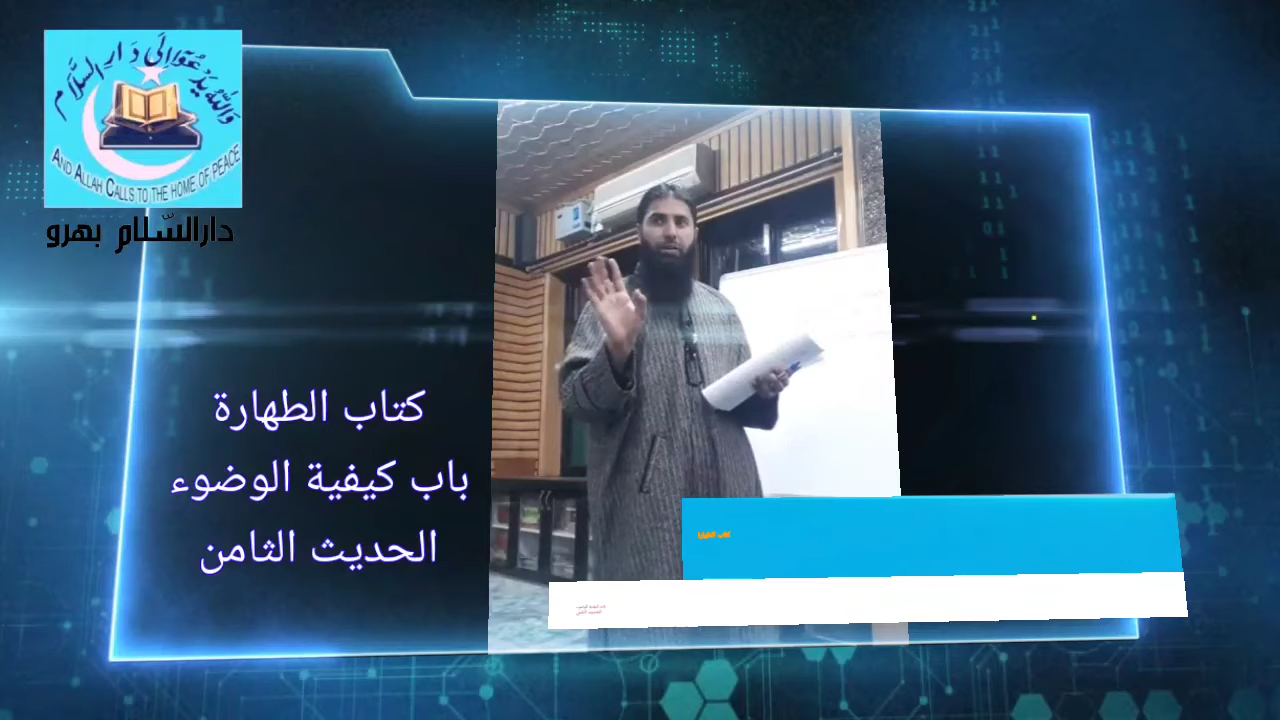 وَاللَّهُ يَدْعُوٓا إِلَى دَارِ السَّلَام
AND ALLAH CALLS TO THE HOME OF PEACE
دارالسّلام بهرو
كتاب الطهارة
باب كيفية الوضوء
الحديث الثامن